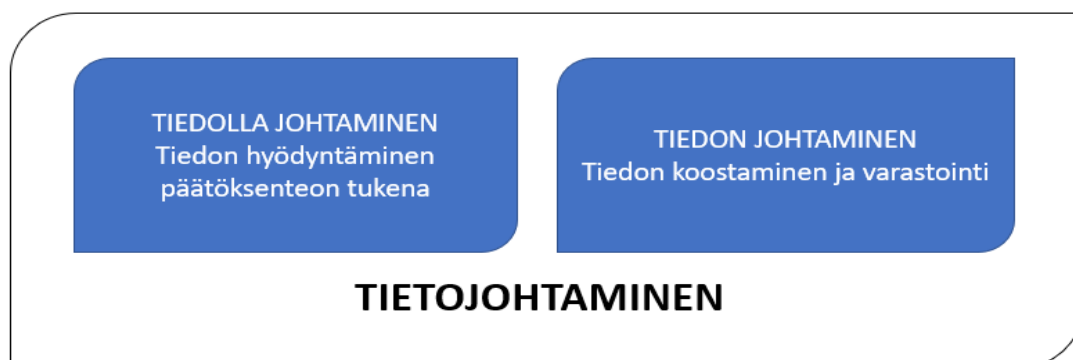 TIEDOLLA JOHTAMINEN
Tiedon hyödyntäminen
päätöksenteon tukena
TIEDON JOHTAMINEN
Tiedon koostaminen ja varastointi
TIETOJOHTAMINEN